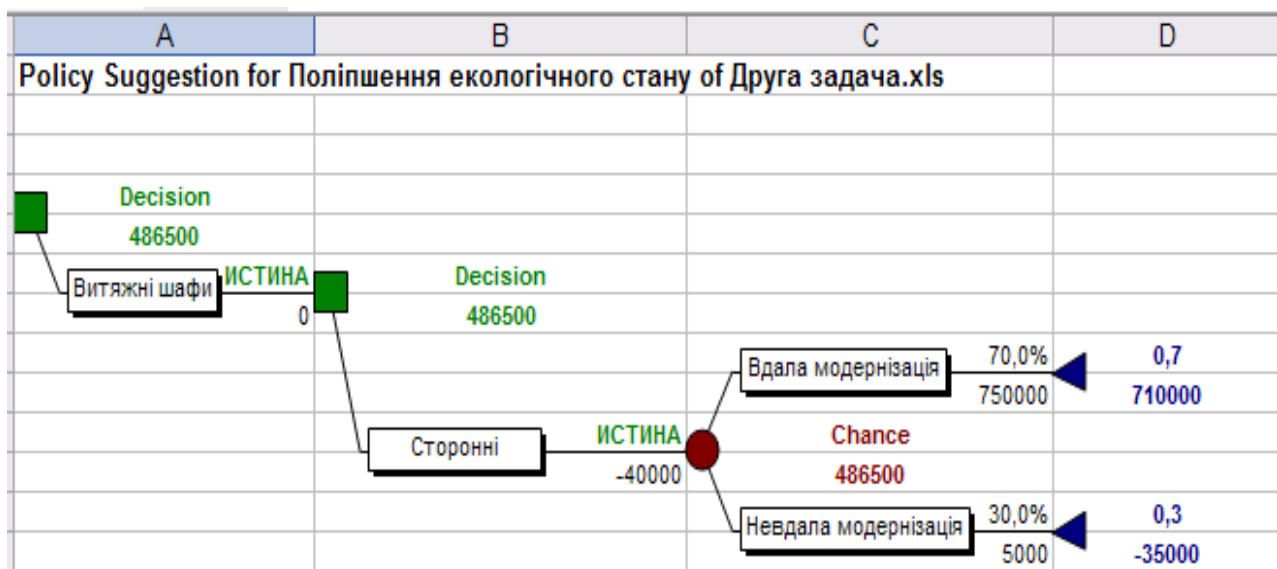 A B C D
Policy Suggestion for Поліпшення екологічного стану of Друга задача.xls
Decision
486500
Витяжні шафи ИСТИНА Decision
0 486500
Вдала модернізація 70,0% 0,7
750000 710000
Сторонні ИСТИНА Chance
-40000 486500
Невдала модернізація 30,0% 0,3
5000 -35000